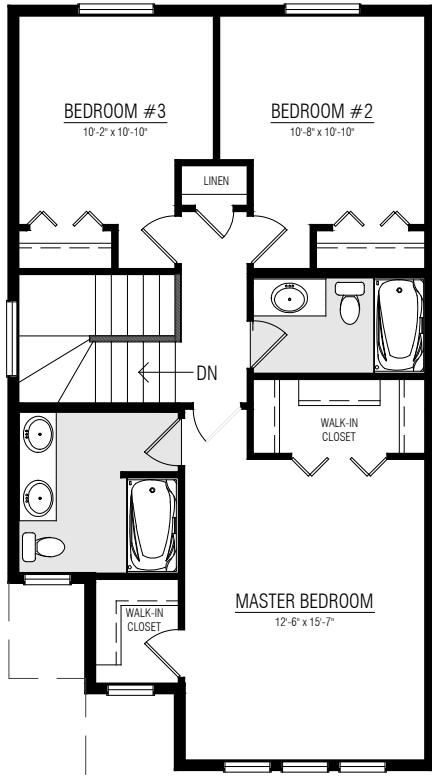 BEDROOM #3
10'-2" x 10'-10"
BEDROOM #2
10'-8" x 10'-10"
LINEN
DN
WALK-IN
CLOSET
MASTER BEDROOM
12'-6" x 15'-7"
WALK-IN
CLOSET